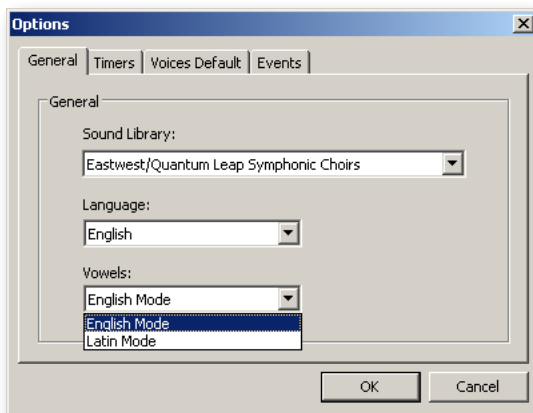 Options
General Timers Voices Default Events
General
Sound Library:
Eastwest/Quantum Leap Symphonic Choirs
Language:
English
Vowels:
English Mode
English Mode
Latin Mode
OK Cancel